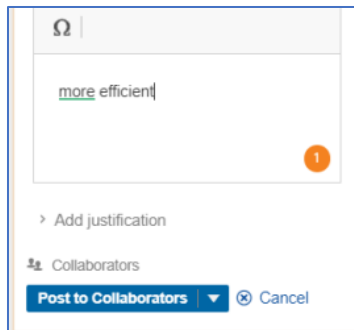 Ω
more efficient
1
Add justification
Collaborators
Post to Collaborators
Cancel